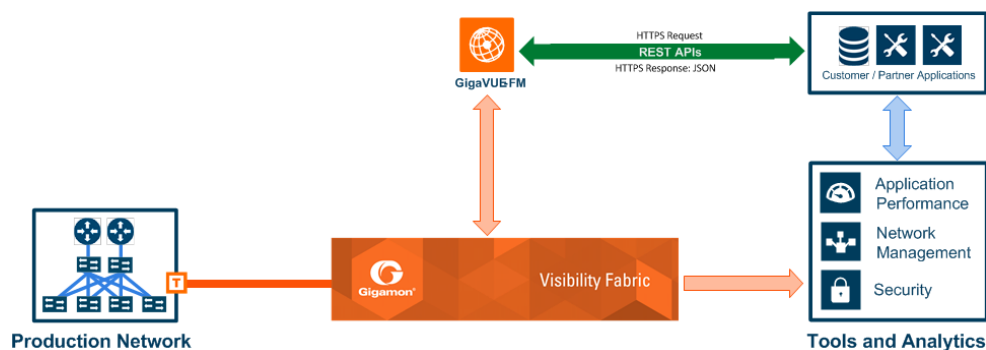 HTTPS Request
REST APIs
HTTPS Response: JSON
GigaVUE-FM
Customer / Partner Applications
Application
Performance
Network
Management
Security
T
Gigamon®
Visibility Fabric
Production Network
Tools and Analytics